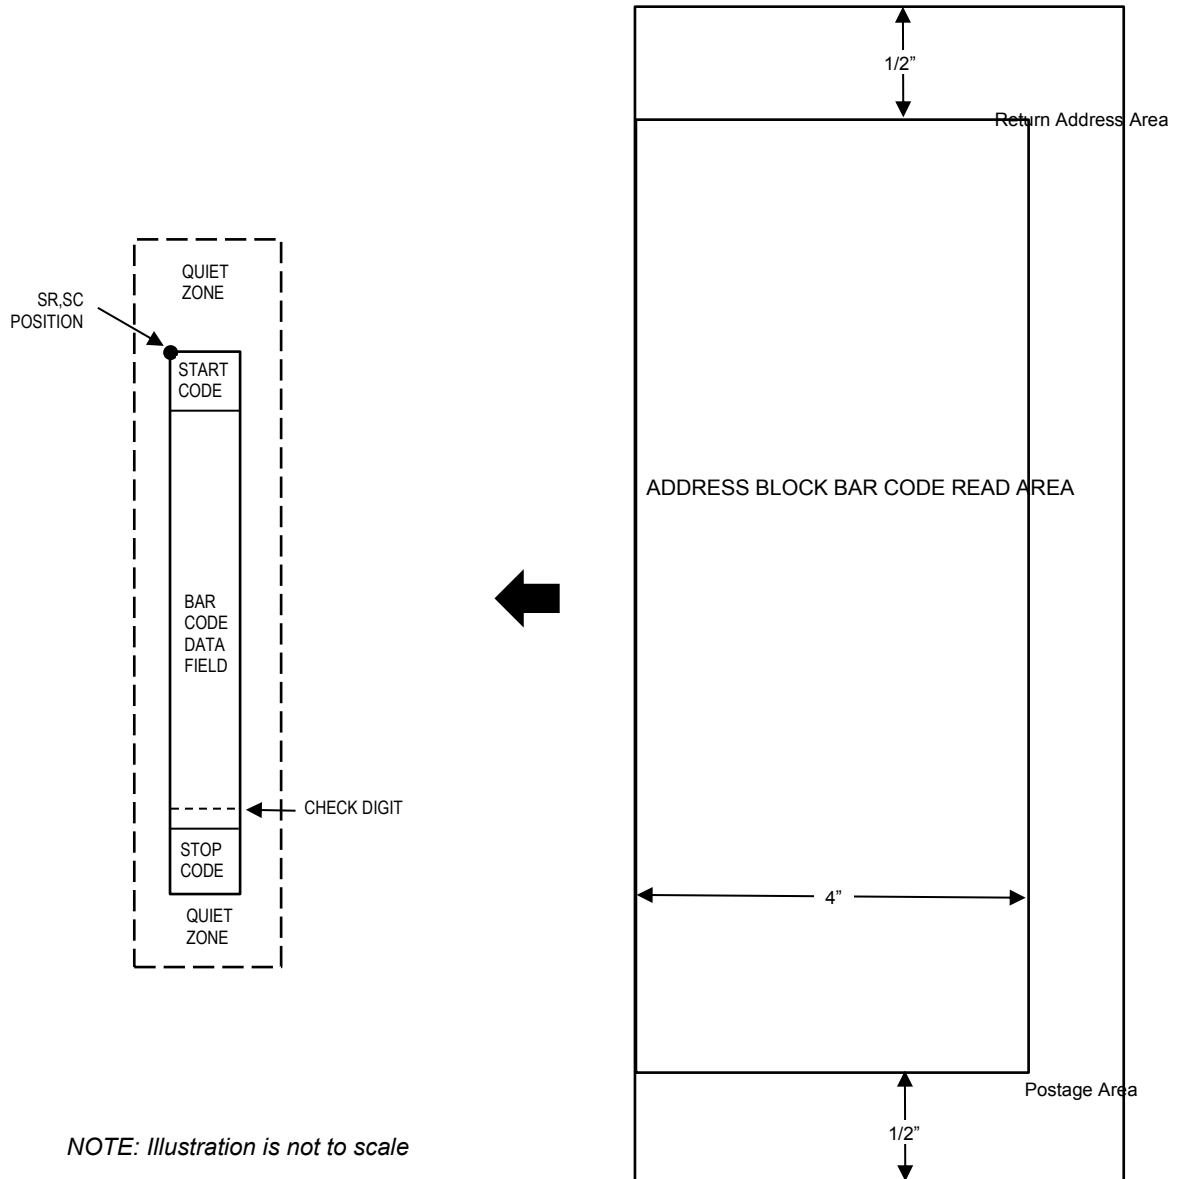 1/2”
Return Address Area
QUIET
ZONE
SR,SC
POSITION
START
CODE
ADDRESS BLOCK BAR CODE READ AREA
BAR
CODE
DATA
FIELD
CHECK DIGIT
STOP
CODE
4”
QUIET
ZONE
Postage Area
1/2”
NOTE: Illustration is not to scale